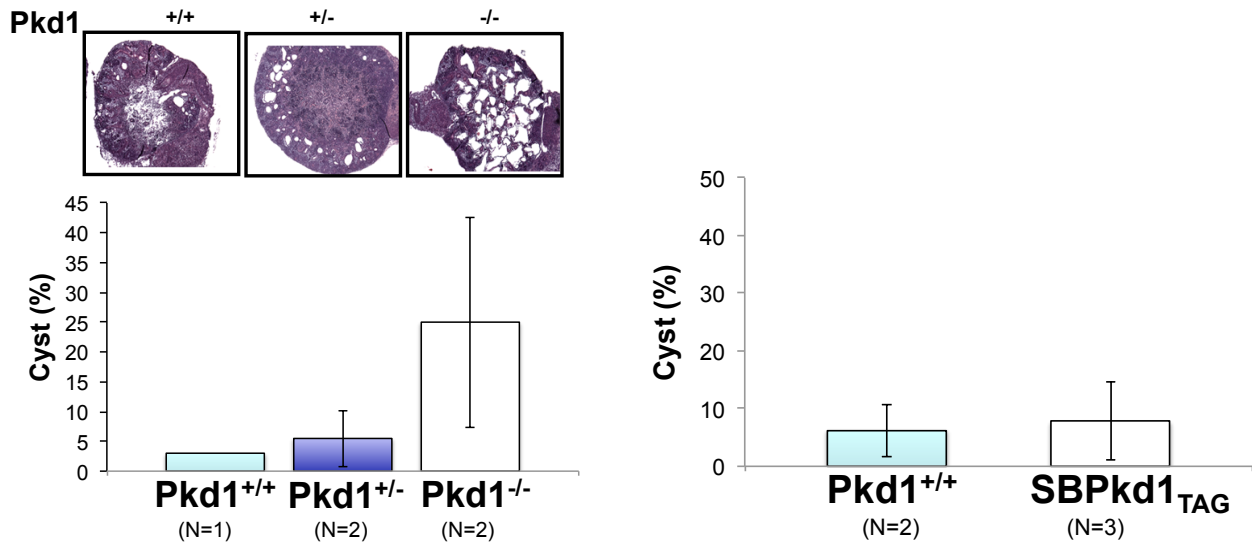 Pkd1 +/+ +/- -/-
45
40
35
30
25
20
15
10
5
0
Cyst (%)
Pkd1+/+ Pkd1+/- Pkd1-/-
(N=1) (N=2) (N=2)
50
40
30
20
10
0
Cyst (%)
Pkd1+/+ SBPkd1TAG
(N=2) (N=3)